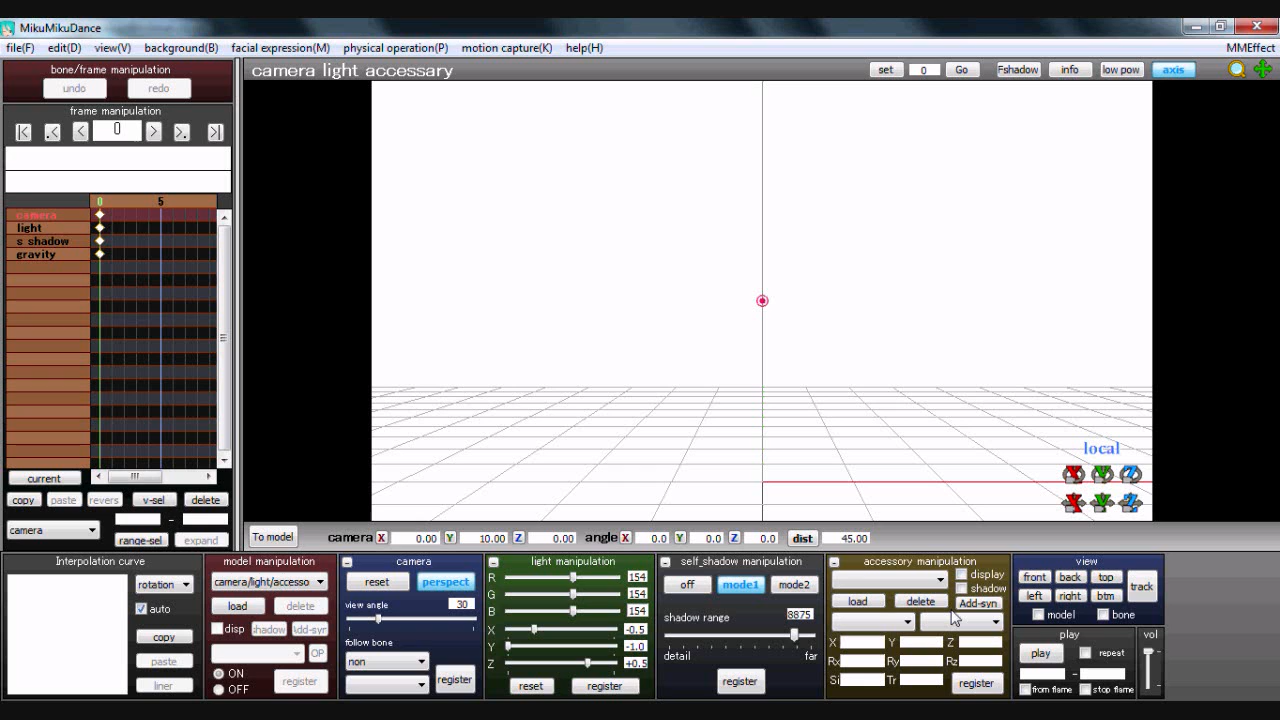 MikuMikuDance
file(F) edit(D) view(V) background(B) facial expression(M) physical operation(P) motion capture(K) help(H) MMEffect
bone/frame manipulation
undo redo
frame manipulation
|< .< < 0 > >. >|
camera light accessary set 0 Go Fshadow info low pow axis
0 5
camera
light
s shadow
gravity
current
copy paste revers v-sel delete
camera -
range-sel expand
local
X Y Z
X Y Z
To model camera X 0.00 Y 10.00 Z 0.00 angle X 0.0 Y 0.0 Z 0.0 dist 45.00
Interpolation curve
rotation
auto
copy
paste
liner
model manipulation
camera/light/accesso
load delete
disp shadow Add-syn
OP
ON
OFF
register
camera
reset perspect
view angle 30
follow bone
non
register
light manipulation
R 154
G 154
B 154
X -0.5
Y -1.0
Z +0.5
reset register
self_shadow manipulation
off mode1 mode2
shadow range 8875
detail far
register
accessory manipulation
display
shadow
load delete Add-syn
X Y Z
Rx Ry Rz
Si Tr register
view
front back top track
left right btm
model bone
play
play repeat
-
from flame stop flame
vol